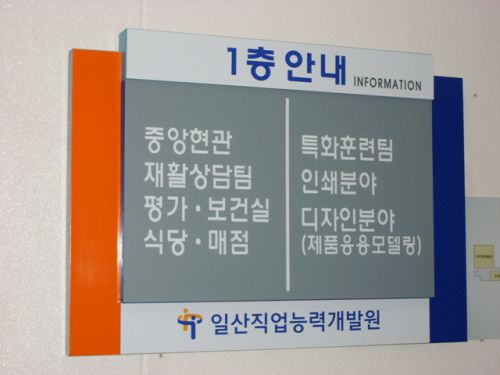 1층 안내 INFORMATION
중앙현관
재활상담팀
평가·보건실
식당·매점
특화훈련팀
인쇄분야
디자인분야
(제품응용모델링)
일산직업능력개발원